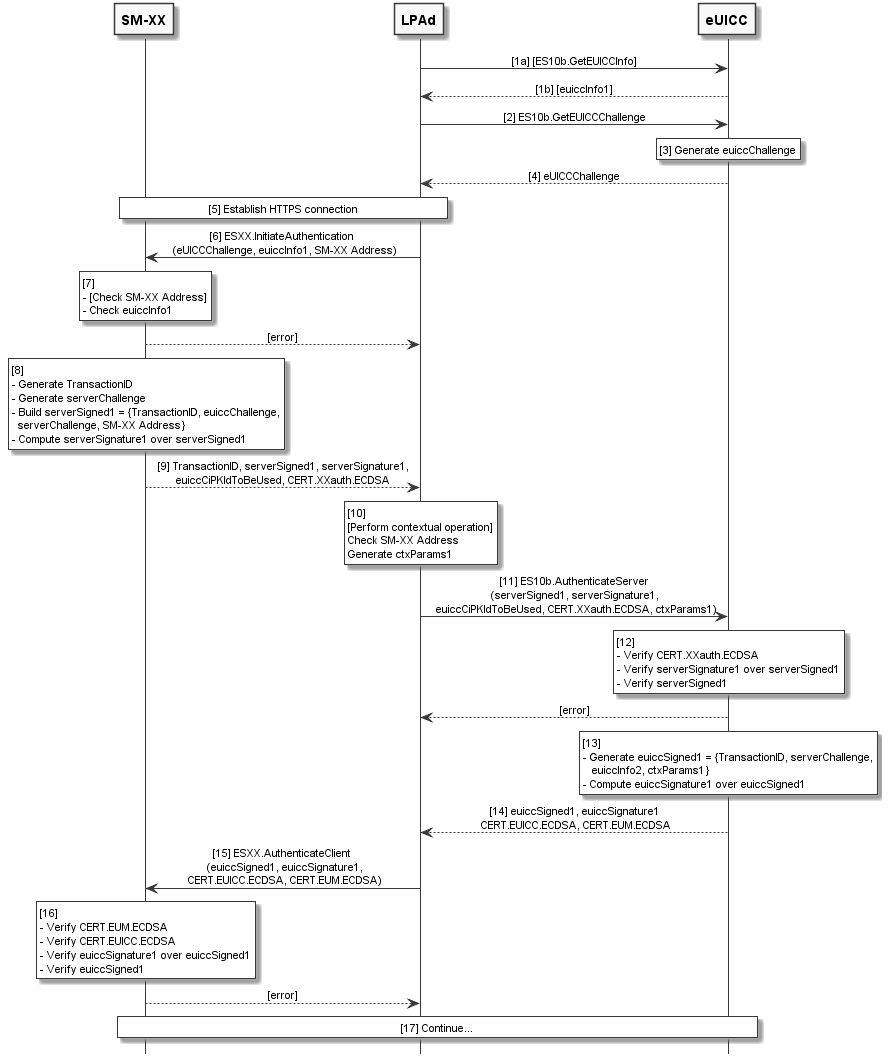 SM-XX
LPAd
eUICC
[1a] [ES10b.GetEUICCInfo]
[1b] [euiccInfo1]
[2] ES10b.GetEUICCChallenge
[3] Generate euiccChallenge
[4] eUICCChallenge
[5] Establish HTTPS connection
[6] ESXX.InitiateAuthentication
(eUICCChallenge, euiccInfo1, SM-XX Address)
[7]
- [Check SM-XX Address]
- Check euiccInfo1
[error]
[8]
- Generate TransactionID
- Generate serverChallenge
- Build serverSigned1 = {TransactionID, euiccChallenge,
serverChallenge, SM-XX Address}
- Compute serverSignature1 over serverSigned1
[9] TransactionID, serverSigned1, serverSignature1,
euiccCiPKIdToBeUsed, CERT.XXauth.ECDSA
[10]
[Perform contextual operation]
Check SM-XX Address
Generate ctxParams1
[11] ES10b.AuthenticateServer
(serverSigned1, serverSignature1,
euiccCiPKIdToBeUsed, CERT.XXauth.ECDSA, ctxParams1)
[12]
- Verify CERT.XXauth.ECDSA
- Verify serverSignature1 over serverSigned1
- Verify serverSigned1
[error]
[13]
- Generate euiccSigned1 = {TransactionID, serverChallenge,
euiccInfo2, ctxParams1}
- Compute euiccSignature1 over euiccSigned1
[14] euiccSigned1, euiccSignature1
CERT.EUICC.ECDSA, CERT.EUM.ECDSA
[15] ESXX.AuthenticateClient
(euiccSigned1, euiccSignature1,
CERT.EUICC.ECDSA, CERT.EUM.ECDSA)
[16]
- Verify CERT.EUM.ECDSA
- Verify CERT.EUICC.ECDSA
- Verify euiccSignature1 over euiccSigned1
- Verify euiccSigned1
[error]
[17] Continue...